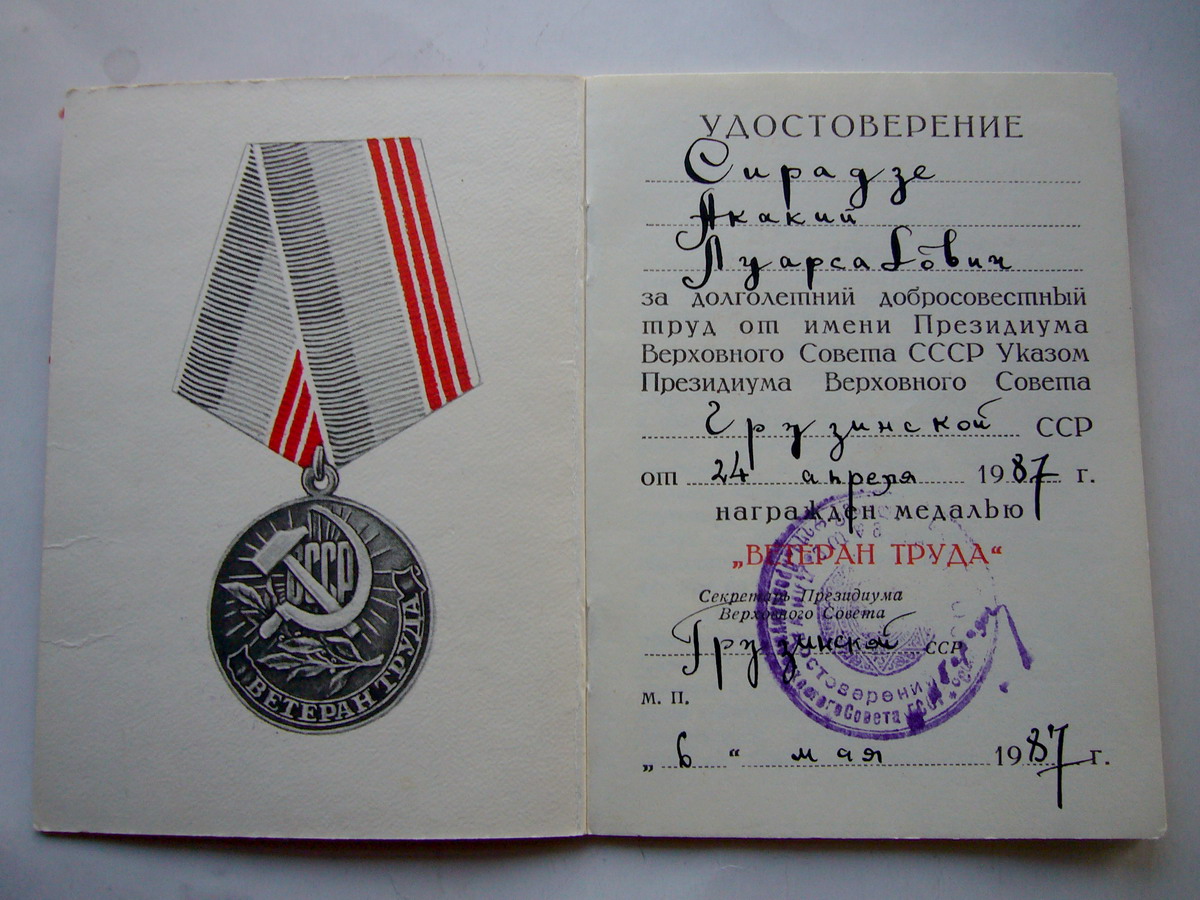 СССР
ВЕТЕРАН ТРУДА
УДОСТОВЕРЕНИЕ
Сирадзе
Акакий
Луарсабович
за долголетний добросовестный
труд от имени Президиума
Верховного Совета СССР Указом
Президиума Верховного Совета
Грузинской ССР
от 24 апреля 1987 г.
награждён медалью
„ВЕТЕРАН ТРУДА“
Секретарь Президиума
Верховного Совета
Грузинской ССР
М. П.
„ 6 “ мая 1987 г.